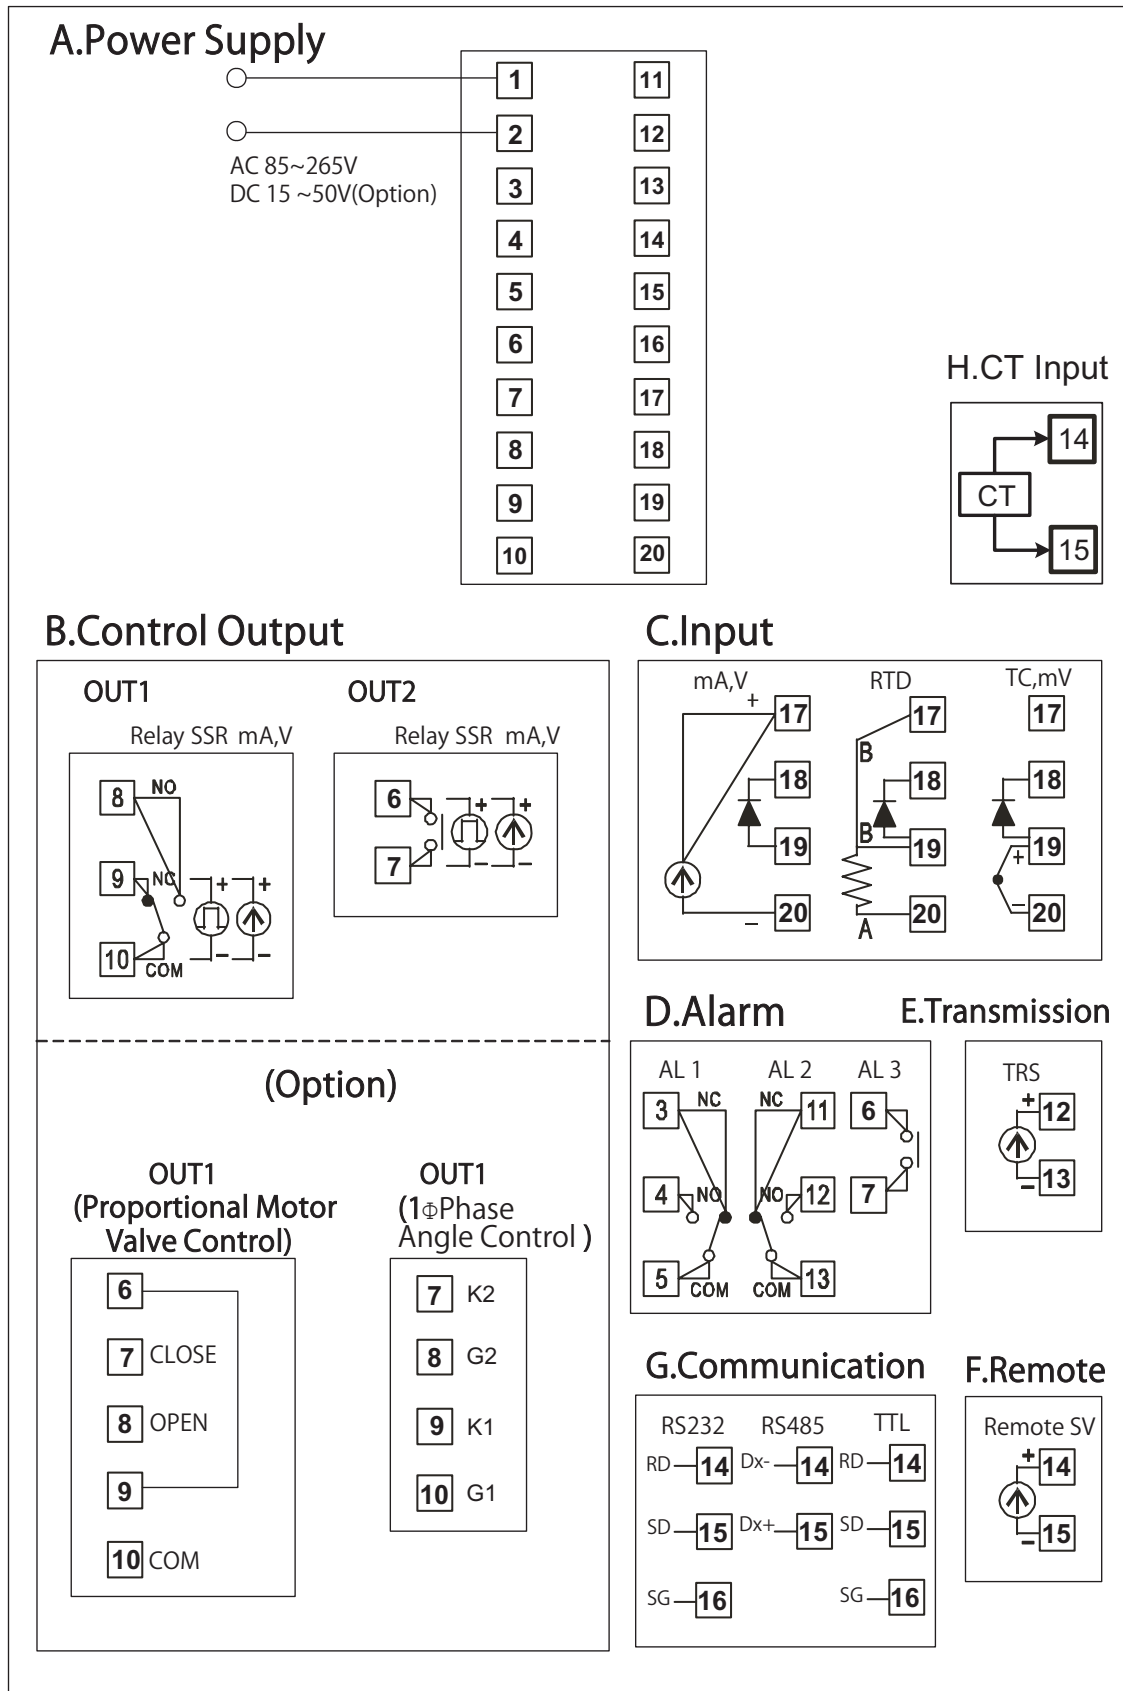 A.Power Supply
1 11
2 12
AC 85~265V
DC 15 ~50V(Option)
3 13
4 14
5 15
6 16
7 17
8 18
9 19
10 20
H.CT Input
14
CT
15
B.Control Output
OUT1 OUT2
Relay SSR mA,V Relay SSR mA,V
8 NO
9 NC + +
10 COM - -
6 + +
7 - -
C.Input
mA,V RTD TC,mV
+ 17 17 17
B
18 18 18
19 B 19 + 19
- 20 A 20 - 20
(Option)
OUT1
(Proportional Motor
Valve Control)
6
7 CLOSE
8 OPEN
9
10 COM
OUT1
(1ΦPhase
Angle Control )
7 K2
8 G2
9 K1
10 G1
D.Alarm
AL 1 AL 2 AL 3
3 NC NC 11 6
4 NO NO 12 7
5 COM COM 13
E.Transmission
TRS
+ 12
- 13
G.Communication
RS232 RS485 TTL
RD 14 Dx- 14 RD 14
SD 15 Dx+ 15 SD 15
SG 16 SG 16
F.Remote
Remote SV
+ 14
- 15